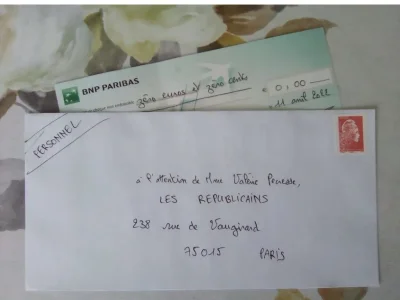 BNP PARIBAS
zéro euros et zéro cents
€ 0,00
11 avril 2022
PERSONNEL
à l'attention de Mme Valérie Pécresse,
LES REPUBLICAINS
238 rue de Vaugirard
75015 PARIS